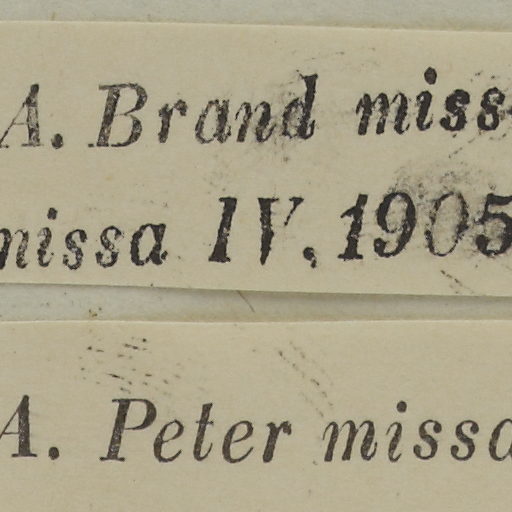 A. Brand miss
missa IV, 1905
A. Peter missa